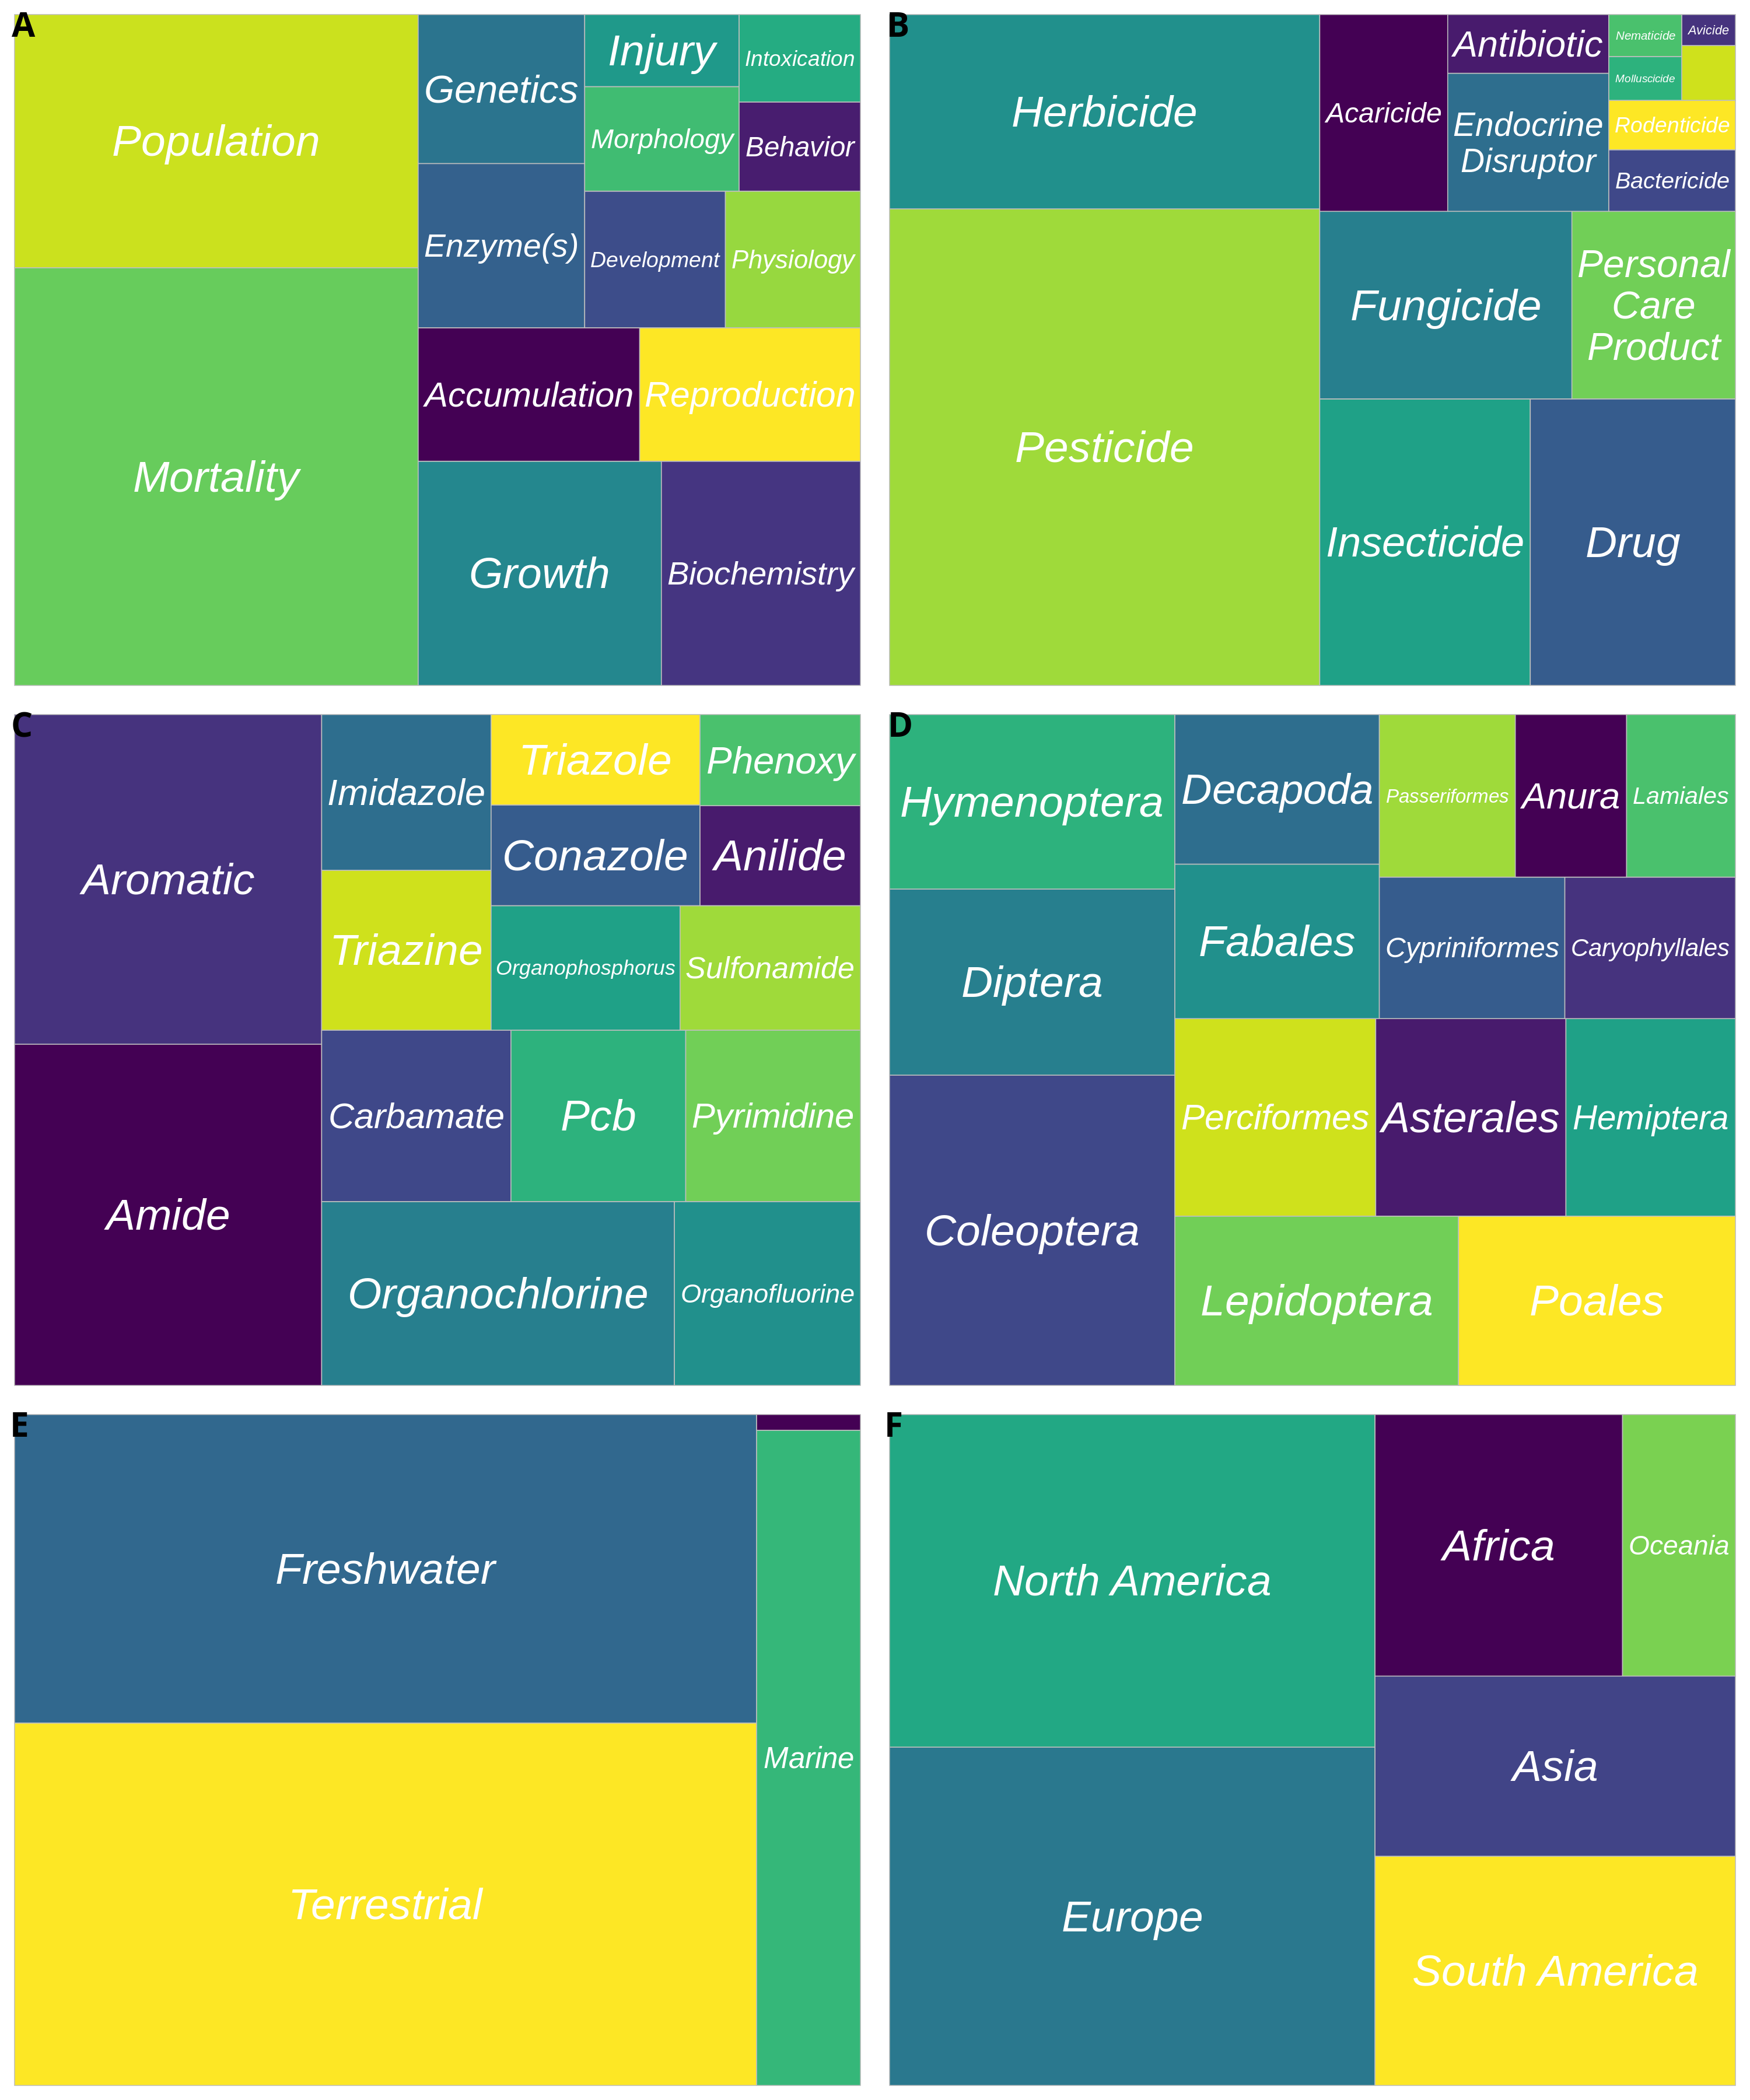 A
Population
Mortality
Genetics
Injury
Intoxication
Morphology
Behavior
Enzyme(s)
Development
Physiology
Accumulation
Reproduction
Growth
Biochemistry
B
Herbicide
Pesticide
Acaricide
Antibiotic
Endocrine
Disruptor
Nematicide
Avicide
Molluscicide
Rodenticide
Bactericide
Fungicide
Personal
Care
Product
Insecticide
Drug
C
Aromatic
Amide
Imidazole
Triazole
Phenoxy
Conazole
Anilide
Triazine
Organophosphorus
Sulfonamide
Carbamate
Pcb
Pyrimidine
Organochlorine
Organofluorine
D
Hymenoptera
Diptera
Coleoptera
Decapoda
Passeriformes
Anura
Lamiales
Fabales
Cypriniformes
Caryophyllales
Perciformes
Asterales
Hemiptera
Lepidoptera
Poales
E
Freshwater
Terrestrial
Marine
F
North America
Europe
Africa
Oceania
Asia
South America